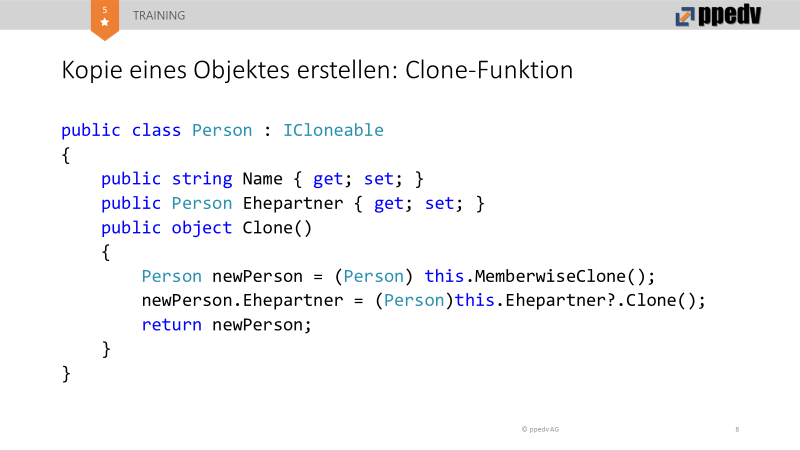 5
TRAINING
ppedv
Kopie eines Objektes erstellen: Clone-Funktion
public class Person : ICloneable
{
    public string Name { get; set; }
    public Person Ehepartner { get; set; }
    public object Clone()
    {
        Person newPerson = (Person) this.MemberwiseClone();
        newPerson.Ehepartner = (Person)this.Ehepartner?.Clone();
        return newPerson;
    }
}
© ppedv AG
8